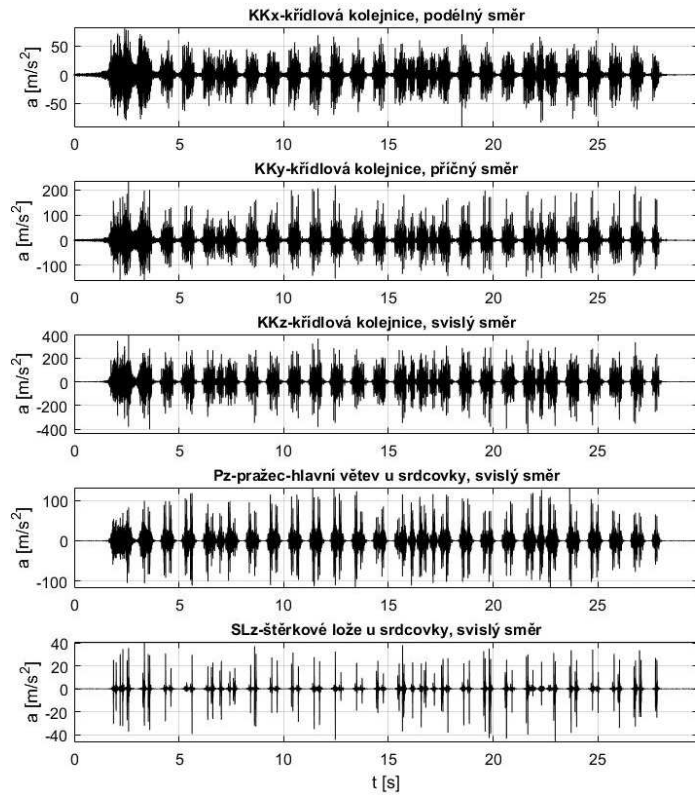 KKx-křídlová kolejnice, podélný směr
a [m/s²]
50
0
-50
0 5 10 15 20 25
KKy-křídlová kolejnice, příčný směr
a [m/s²]
200
100
0
-100
0 5 10 15 20 25
KKz-křídlová kolejnice, svislý směr
a [m/s²]
400
200
0
-200
-400
0 5 10 15 20 25
Pz-pražec-hlavní větev u srdcovky, svislý směr
a [m/s²]
100
0
-100
0 5 10 15 20 25
SLz-štěrkové lože u srdcovky, svislý směr
a [m/s²]
40
20
0
-20
-40
0 5 10 15 20 25
t [s]